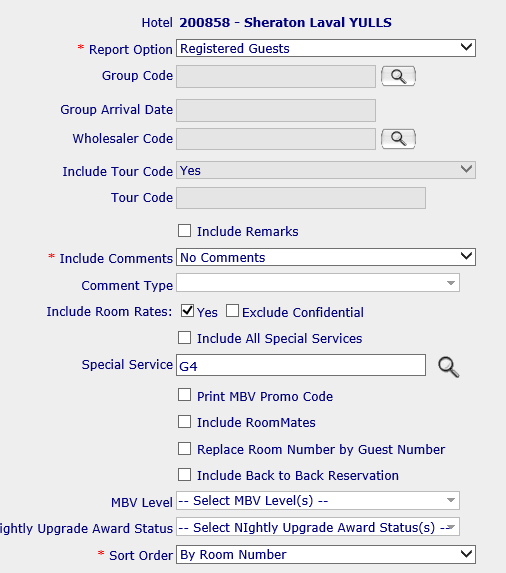 Hotel 200858 - Sheraton Laval YULLS
* Report Option Registered Guests
Group Code
Group Arrival Date
Wholesaler Code
Include Tour Code Yes
Tour Code
Include Remarks
* Include Comments No Comments
Comment Type
Include Room Rates: Yes Exclude Confidential
Include All Special Services
Special Service G4
Print MBV Promo Code
Include RoomMates
Replace Room Number by Guest Number
Include Back to Back Reservation
MBV Level -- Select MBV Level(s) --
ightly Upgrade Award Status -- Select NIghtly Upgrade Award Status(s) --
* Sort Order By Room Number